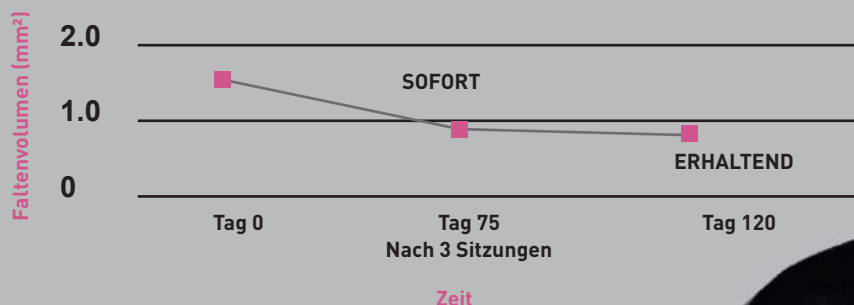 Faltenvolumen (mm²)
2.0
1.0
0
SOFORT
ERHALTEND
Tag 0
Tag 75
Nach 3 Sitzungen
Tag 120
Zeit